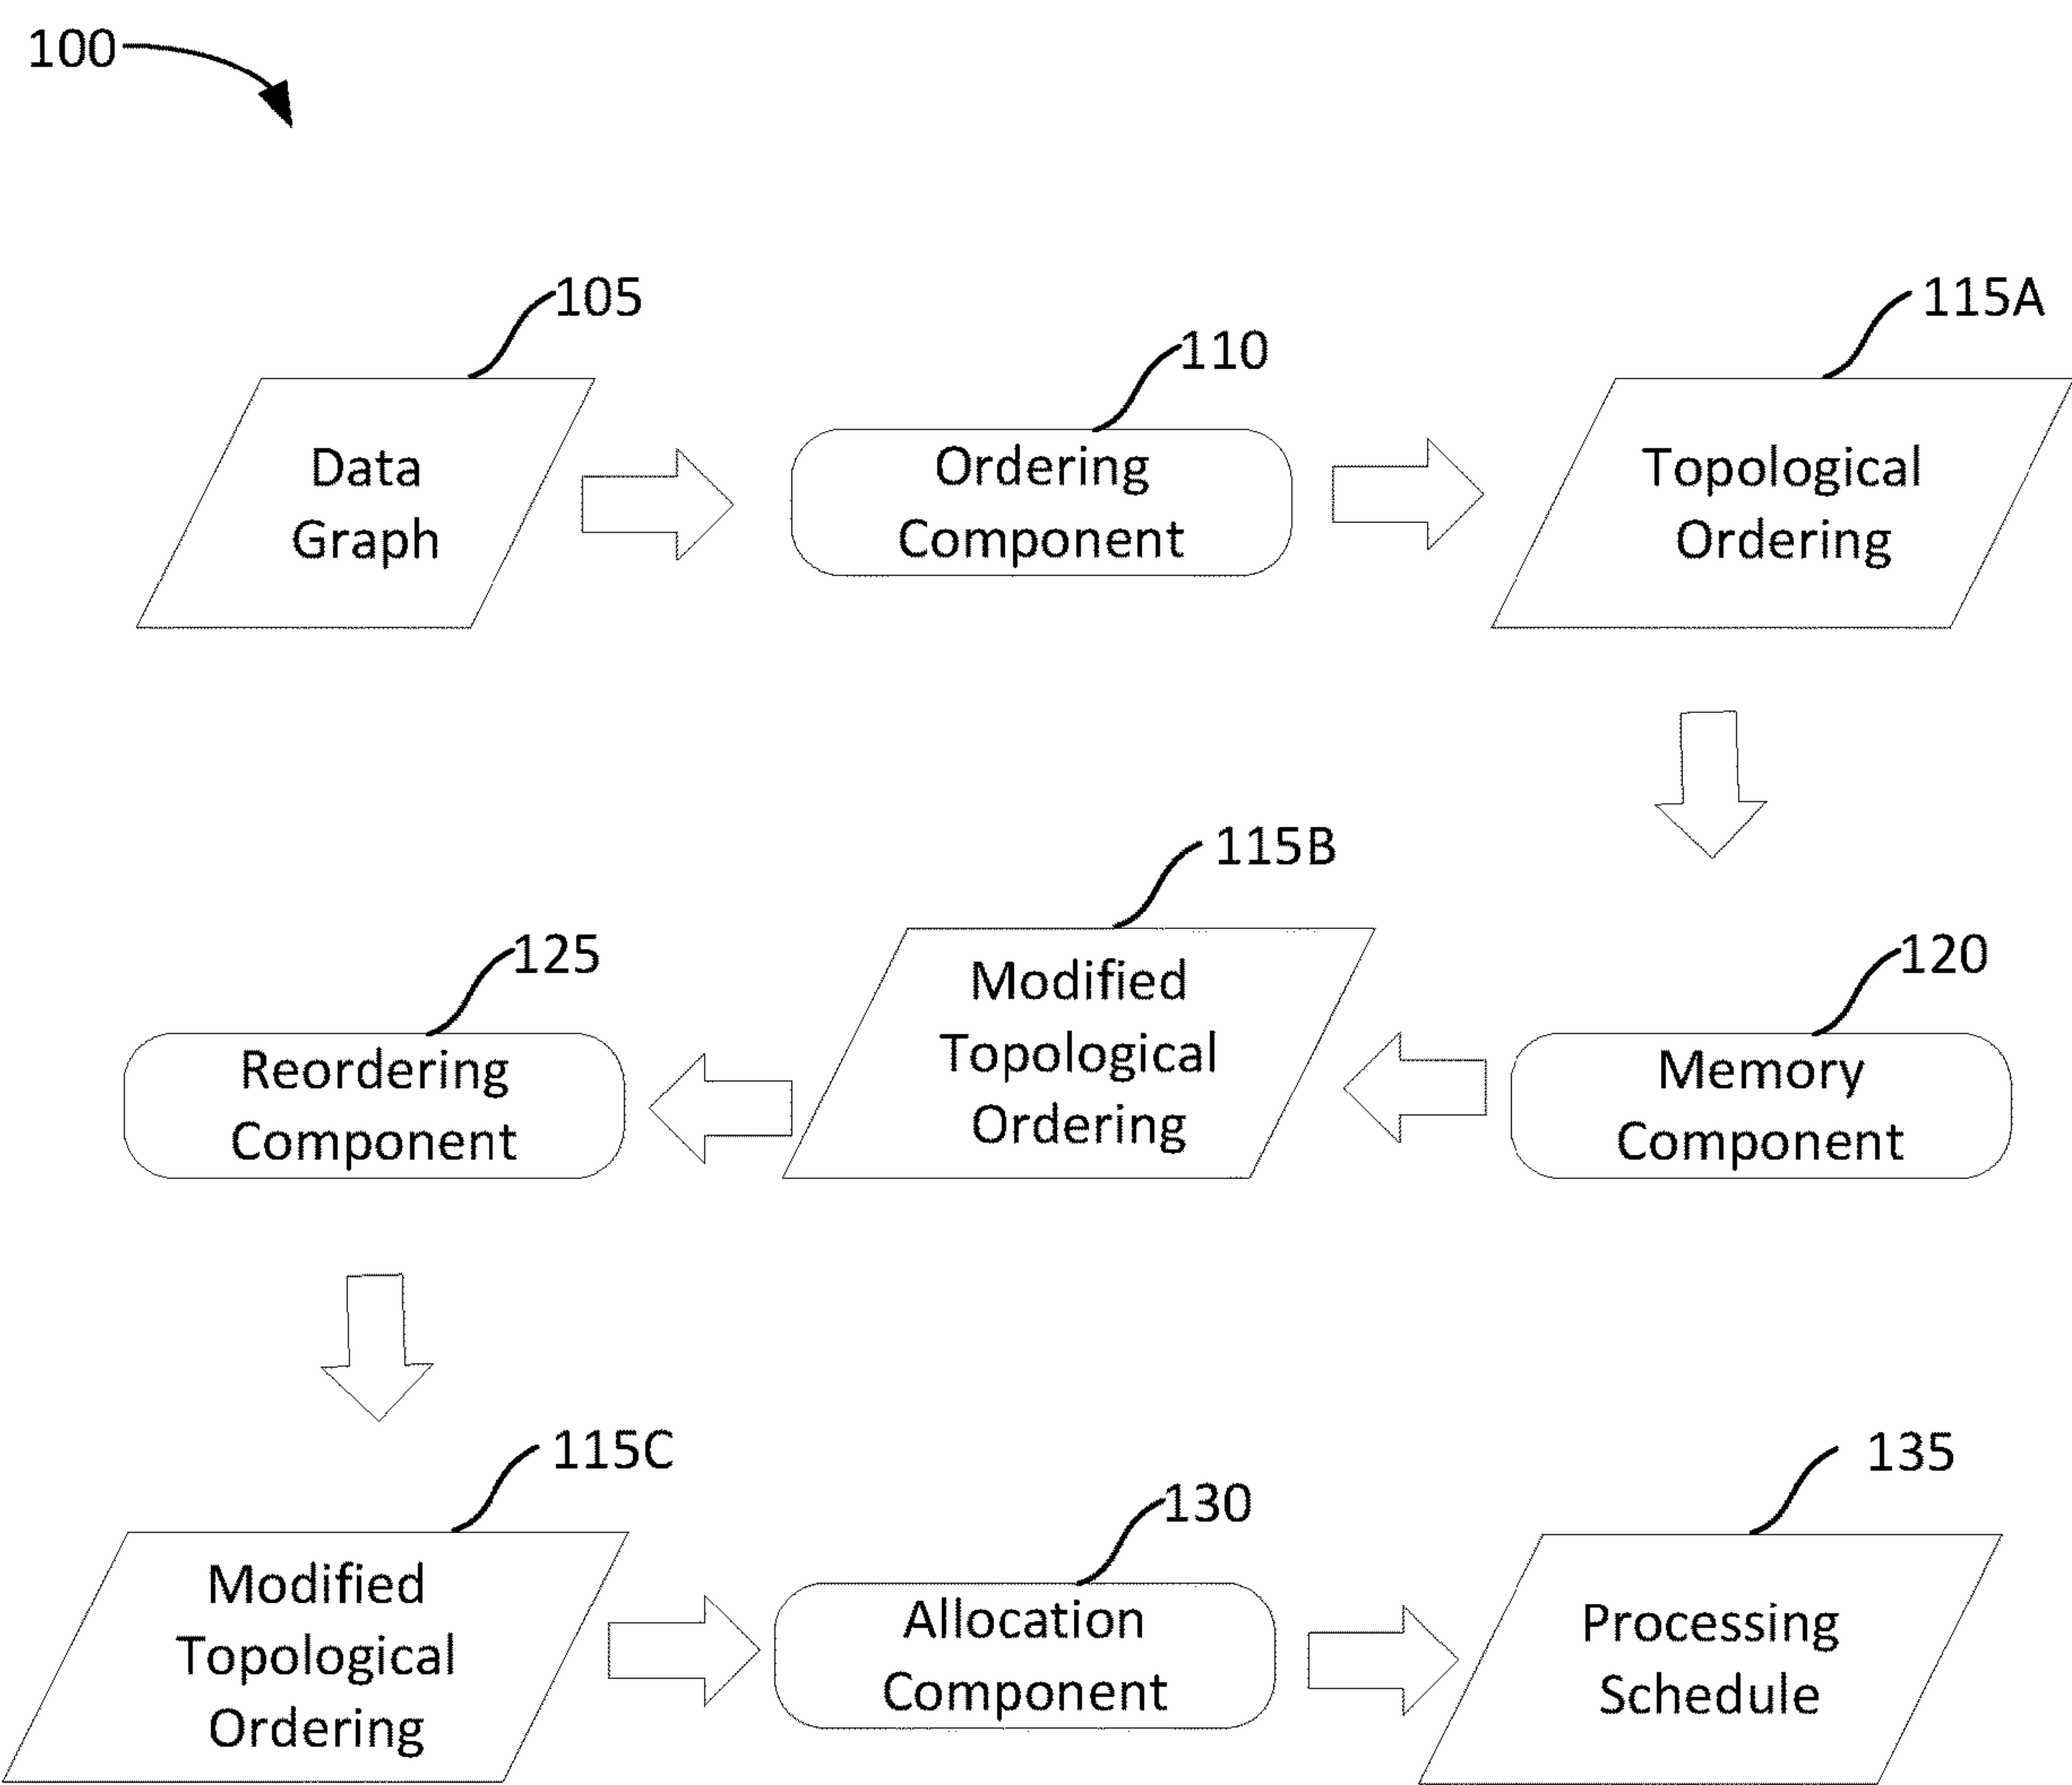 100
105
Data
Graph
110
Ordering
Component
115A
Topological
Ordering
120
Memory
Component
115B
Modified
Topological
Ordering
125
Reordering
Component
115C
Modified
Topological
Ordering
130
Allocation
Component
135
Processing
Schedule